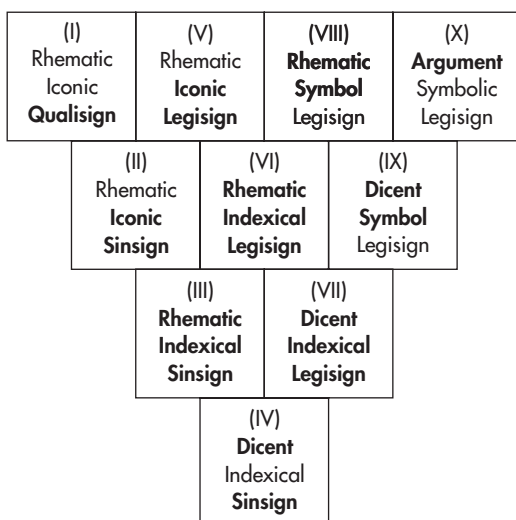 (I)
Rhematic
Iconic
Qualisign
(V)
Rhematic
Iconic
Legisign
(VIII)
Rhematic
Symbol
Legisign
(X)
Argument
Symbolic
Legisign
(II)
Rhematic
Iconic
Sinsign
(VI)
Rhematic
Indexical
Legisign
(IX)
Dicent
Symbol
Legisign
(III)
Rhematic
Indexical
Sinsign
(VII)
Dicent
Indexical
Legisign
(IV)
Dicent
Indexical
Sinsign